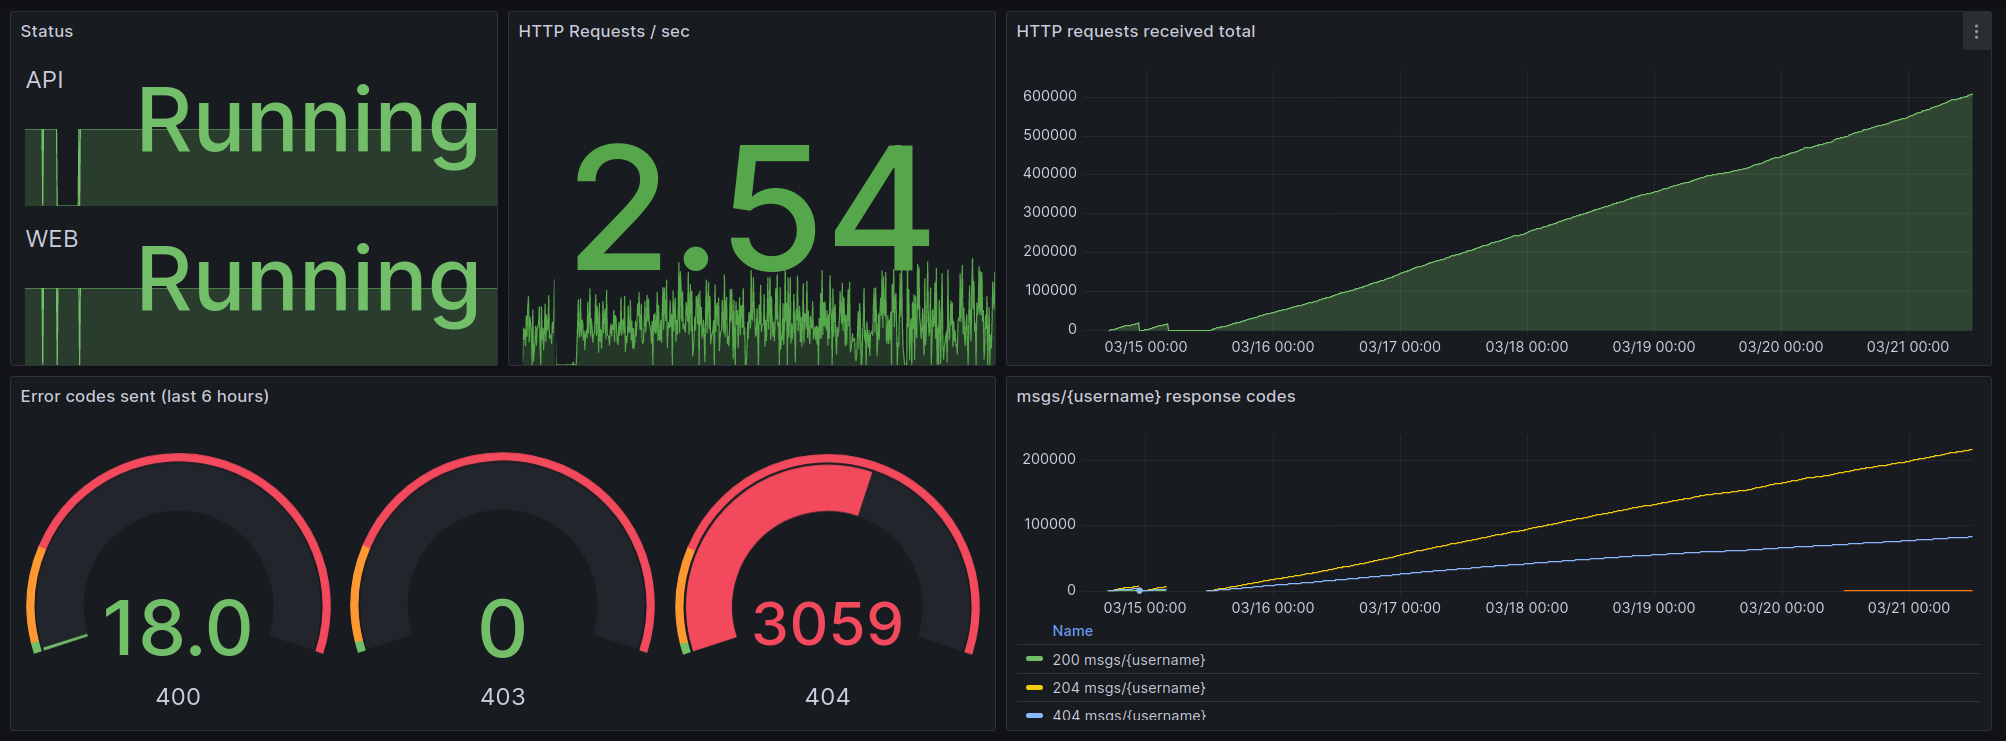 Status
API
Running
WEB
Running
HTTP Requests / sec
2.54
HTTP requests received total
600000
500000
400000
300000
200000
100000
0
03/15 00:00 03/16 00:00 03/17 00:00 03/18 00:00 03/19 00:00 03/20 00:00 03/21 00:00
Error codes sent (last 6 hours)
18.0
400
0
403
3059
404
msgs/{username} response codes
200000
100000
0
03/15 00:00 03/16 00:00 03/17 00:00 03/18 00:00 03/19 00:00 03/20 00:00 03/21 00:00
Name
200 msgs/{username}
204 msgs/{username}
404 msgs/{username}